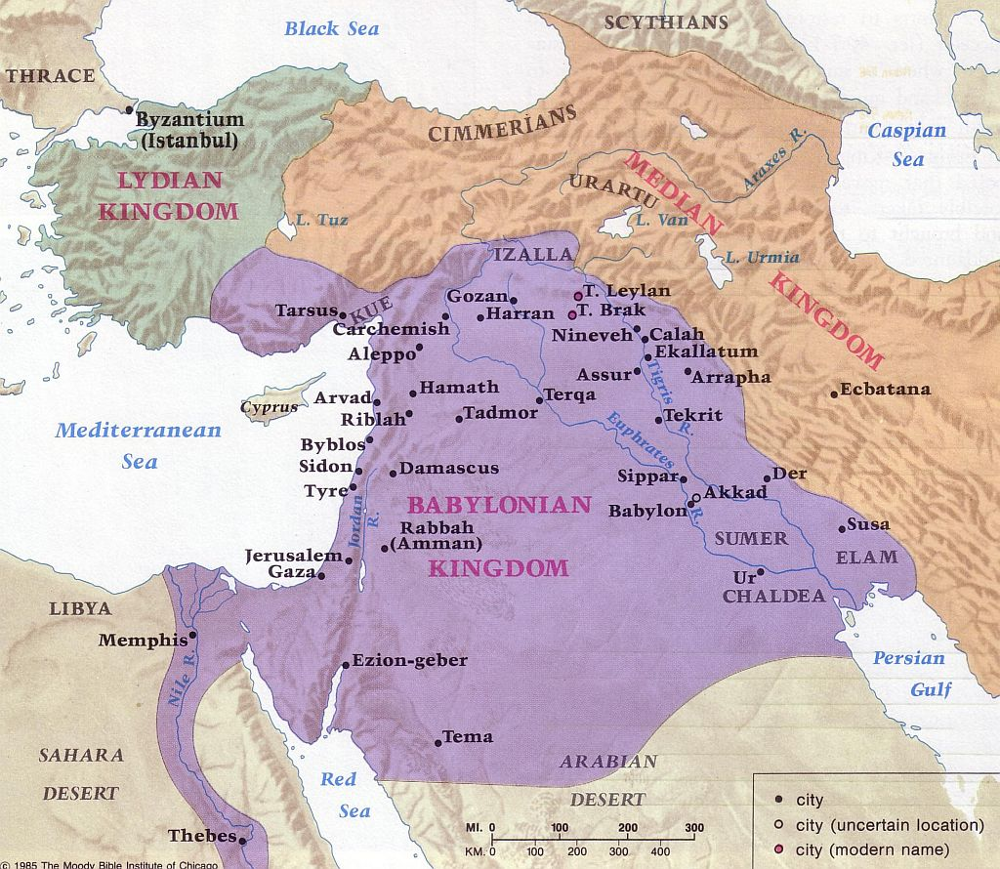 Black Sea
SCYTHIANS
THRACE
Byzantium
(Istanbul)
CIMMERIANS
Caspian
Sea
LYDIAN
KINGDOM
MEDIAN
KINGDOM
URARTU
Araxes R.
L. Tuz
L. Van
L. Urmia
IZALLA
Tarsus
KUE
Gozan
T. Leylan
Harran
T. Brak
Carchemish
Nineveh
Calah
Aleppo
Ekallatum
Assur
Arrapha
Tigris R.
Ecbatana
Cyprus
Arvad
Hamath
Terqa
Riblah
Tadmor
Tekrit
Mediterranean
Sea
Byblos
Euphrates R.
Sidon
Damascus
Sippar
Der
Tyre
Akkad
Jordan R.
BABYLONIAN
KINGDOM
Babylon
Rabbah
(Amman)
SUMER
Susa
Jerusalem
ELAM
Gaza
Ur
CHALDEA
LIBYA
Memphis
Nile R.
Ezion-geber
Persian
Gulf
Tema
SAHARA
DESERT
ARABIAN
DESERT
Red
Sea
Thebes
MI. 0 100 200 300
KM. 0 100 200 300 400
city
city (uncertain location)
city (modern name)
© 1985 The Moody Bible Institute of Chicago